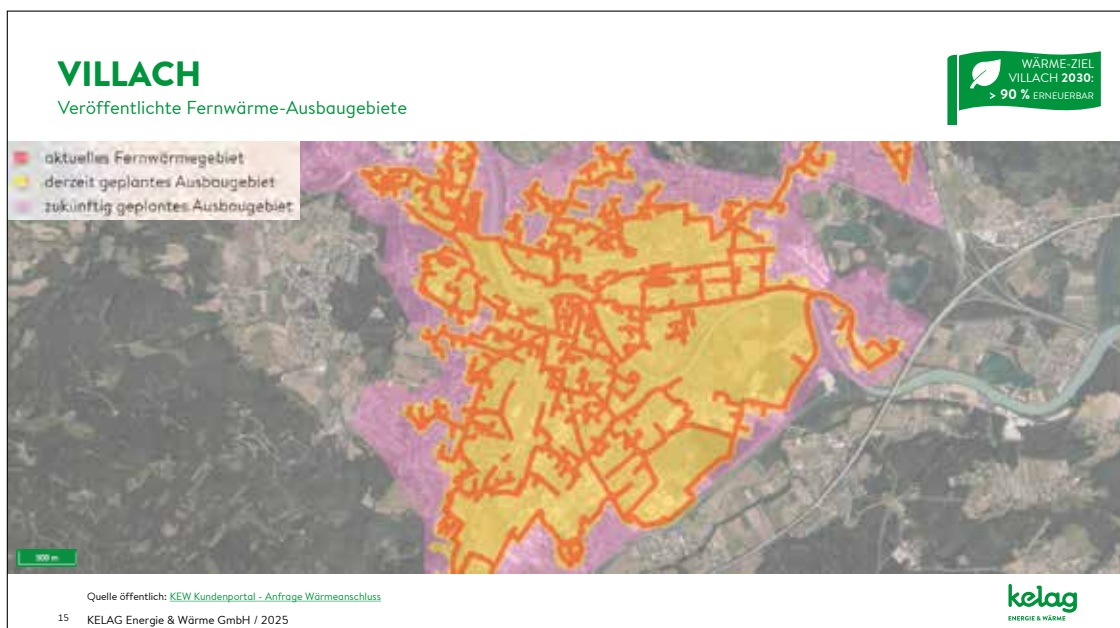 VILLACH
Veröffentlichte Fernwärme-Ausbaugebiete
WÄRME-ZIEL
VILLACH 2030:
> 90 % ERNEUERBAR
aktuelles Fernwärmegebiet
derzeit geplantes Ausbaugebiet
zukünftig geplantes Ausbaugebiet
900 m
Quelle öffentlich: KEW Kundenportal - Anfrage Wärmeanschluss
15 KELAG Energie & Wärme GmbH / 2025
kelag
ENERGIE & WÄRME